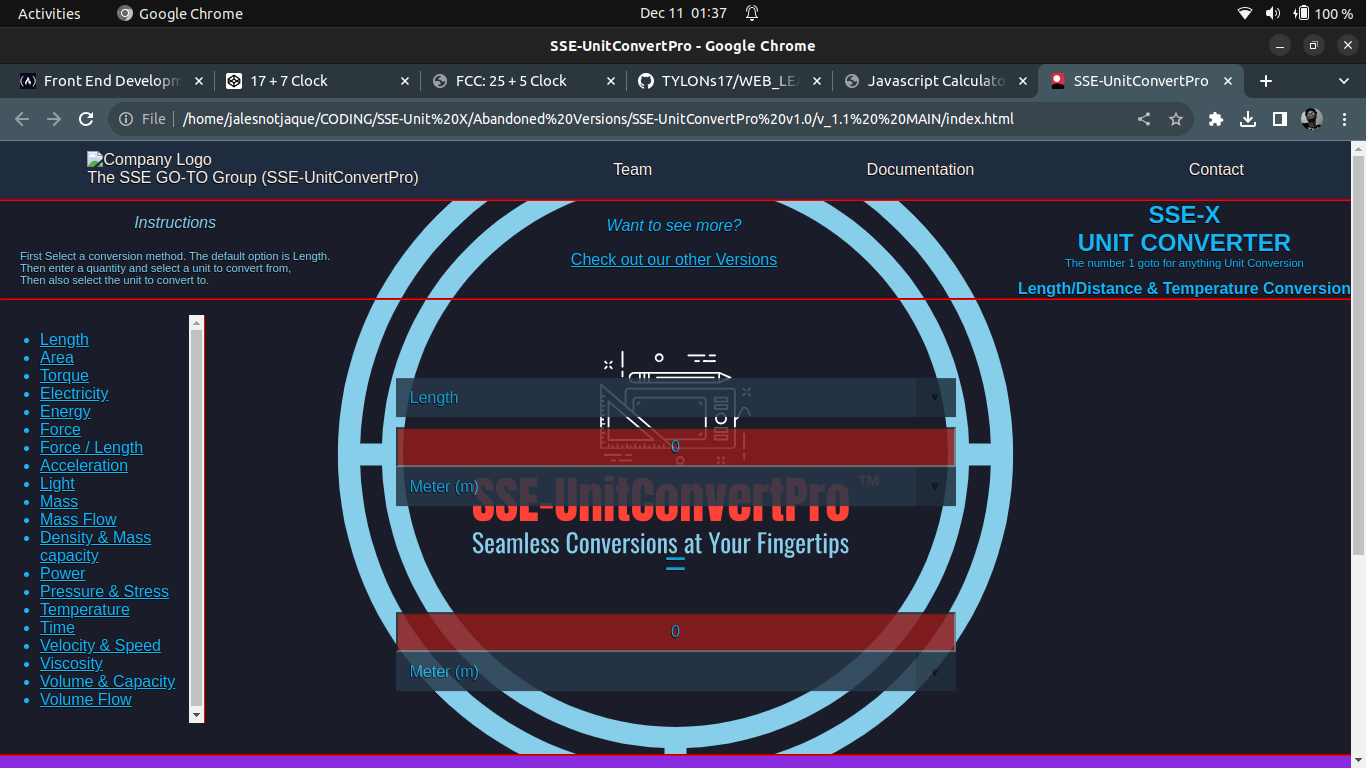 Activities
Google Chrome
Dec 11 01:37
100 %
SSE-UnitConvertPro - Google Chrome
Front End Developm
17 + 7 Clock
FCC: 25 + 5 Clock
TYLONs17/WEB_LEA
Javascript Calculato
SSE-UnitConvertPro
File
/home/jalesnotjaque/CODING/SSE-Unit%20X/Abandoned%20Versions/SSE-UnitConvertPro%20v1.0/v_1.1%20%20MAIN/index.html
Company Logo
The SSE GO-TO Group (SSE-UnitConvertPro)
Team
Documentation
Contact
Instructions
First Select a conversion method. The default option is Length.
Then enter a quantity and select a unit to convert from,
Then also select the unit to convert to.
Want to see more?
Check out our other Versions
SSE-X
UNIT CONVERTER
The number 1 goto for anything Unit Conversion
Length/Distance & Temperature Conversion
Length
Area
Torque
Electricity
Energy
Force
Force / Length
Acceleration
Light
Mass
Mass Flow
Density & Mass
capacity
Power
Pressure & Stress
Temperature
Time
Velocity & Speed
Viscosity
Volume & Capacity
Volume Flow
Length
0
Meter (m)
SSE-UnitConvertPro ™
Seamless Conversions at Your Fingertips
=
0
Meter (m)